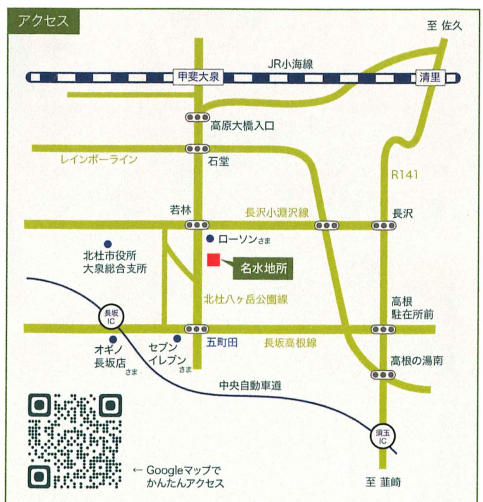 アクセス
至 佐久
JR小海線
甲斐大泉
清里
高原大橋入口
レインボーライン
石堂
R141
若林
長沢小淵沢線
長沢
ローソンさま
北杜市役所
大泉総合支所
名水地所
北杜八ヶ岳公園線
長坂
IC
高根
駐在所前
オギノ
長坂店
さま
セブン
イレブン
さま
五町田
長坂高根線
高根の湯南
中央自動車道
須玉
IC
← Googleマップで
かんたんアクセス
至 韮崎